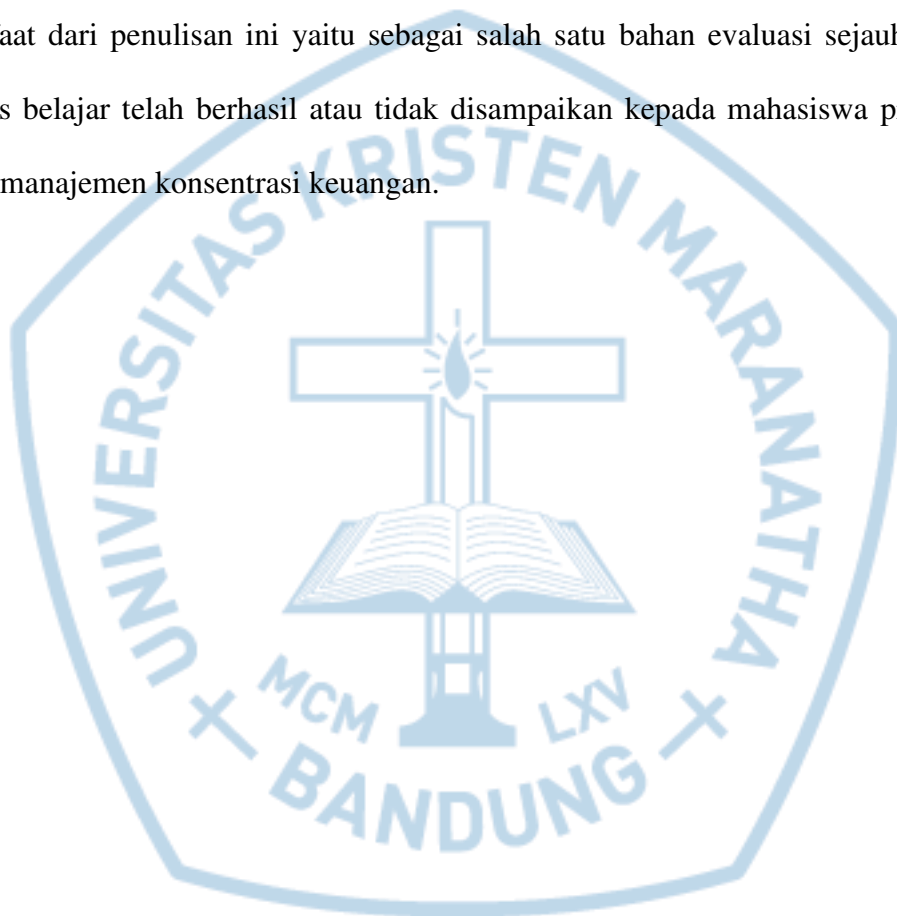 aat dari penulisan ini yaitu sebagai salah satu bahan evaluasi sejauh
s belajar telah berhasil atau tidak disampaikan kepada mahasiswa p
manajemen konsentrasi keuangan.
UNIVERSITAS KRISTEN MARANATHA
MCM LXV
BANDUNG